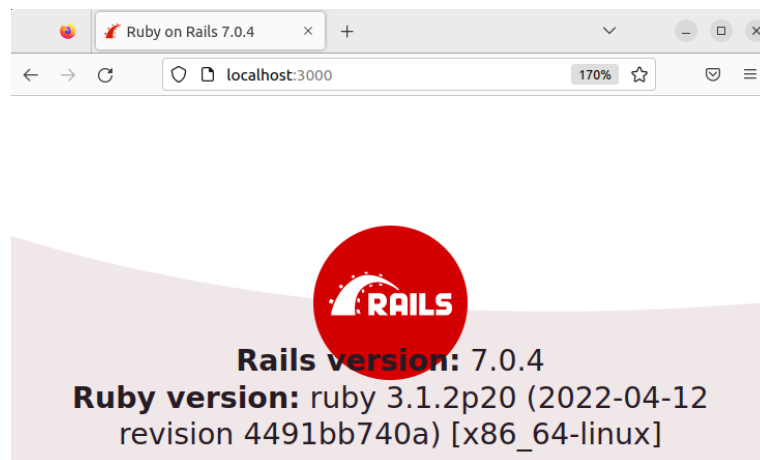 Ruby on Rails 7.0.4
localhost:3000
170%
RAILS
Rails version: 7.0.4
Ruby version: ruby 3.1.2p20 (2022-04-12
revision 4491bb740a) [x86_64-linux]